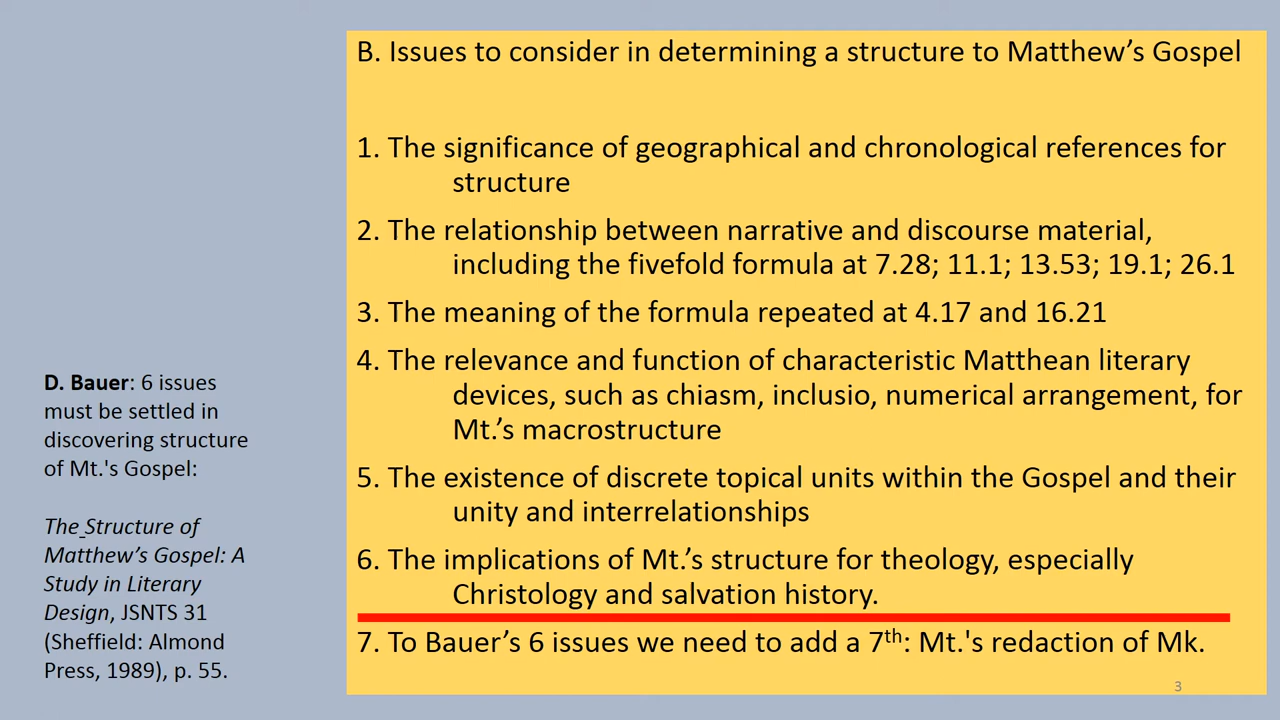 B. Issues to consider in determining a structure to Matthew’s Gospel
1. The significance of geographical and chronological references for
structure
2. The relationship between narrative and discourse material,
including the fivefold formula at 7.28; 11.1; 13.53; 19.1; 26.1
3. The meaning of the formula repeated at 4.17 and 16.21
4. The relevance and function of characteristic Matthean literary
devices, such as chiasm, inclusio, numerical arrangement, for
Mt.’s macrostructure
5. The existence of discrete topical units within the Gospel and their
unity and interrelationships
6. The implications of Mt.’s structure for theology, especially
Christology and salvation history.
7. To Bauer’s 6 issues we need to add a 7th: Mt.'s redaction of Mk.
D. Bauer: 6 issues
must be settled in
discovering structure
of Mt.'s Gospel:
The Structure of
Matthew’s Gospel: A
Study in Literary
Design, JSNTS 31
(Sheffield: Almond
Press, 1989), p. 55.
3